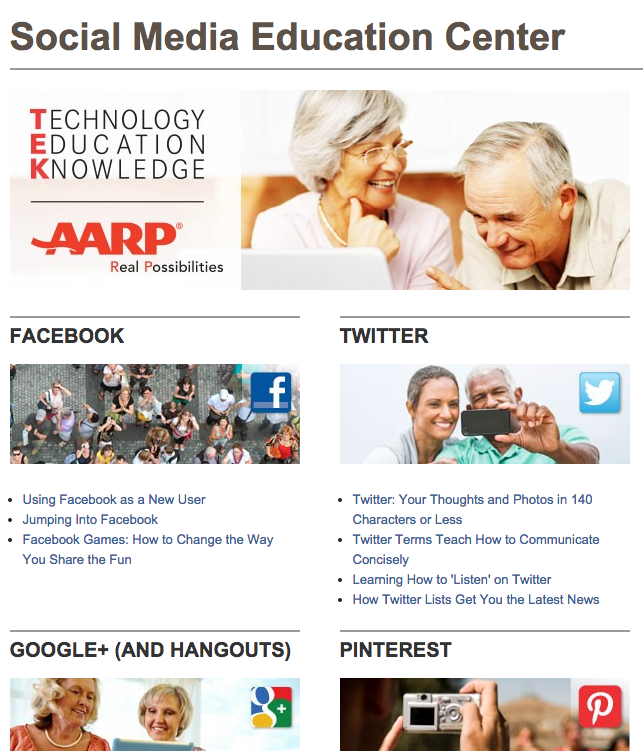 Social Media Education Center
TECHNOLOGY
EDUCATION
KNOWLEDGE
AARP®
Real Possibilities
FACEBOOK
f
Using Facebook as a New User
Jumping Into Facebook
Facebook Games: How to Change the Way
You Share the Fun
TWITTER
Twitter: Your Thoughts and Photos in 140
Characters or Less
Twitter Terms Teach How to Communicate
Concisely
Learning How to 'Listen' on Twitter
How Twitter Lists Get You the Latest News
GOOGLE+ (AND HANGOUTS)
g+
PINTEREST
P